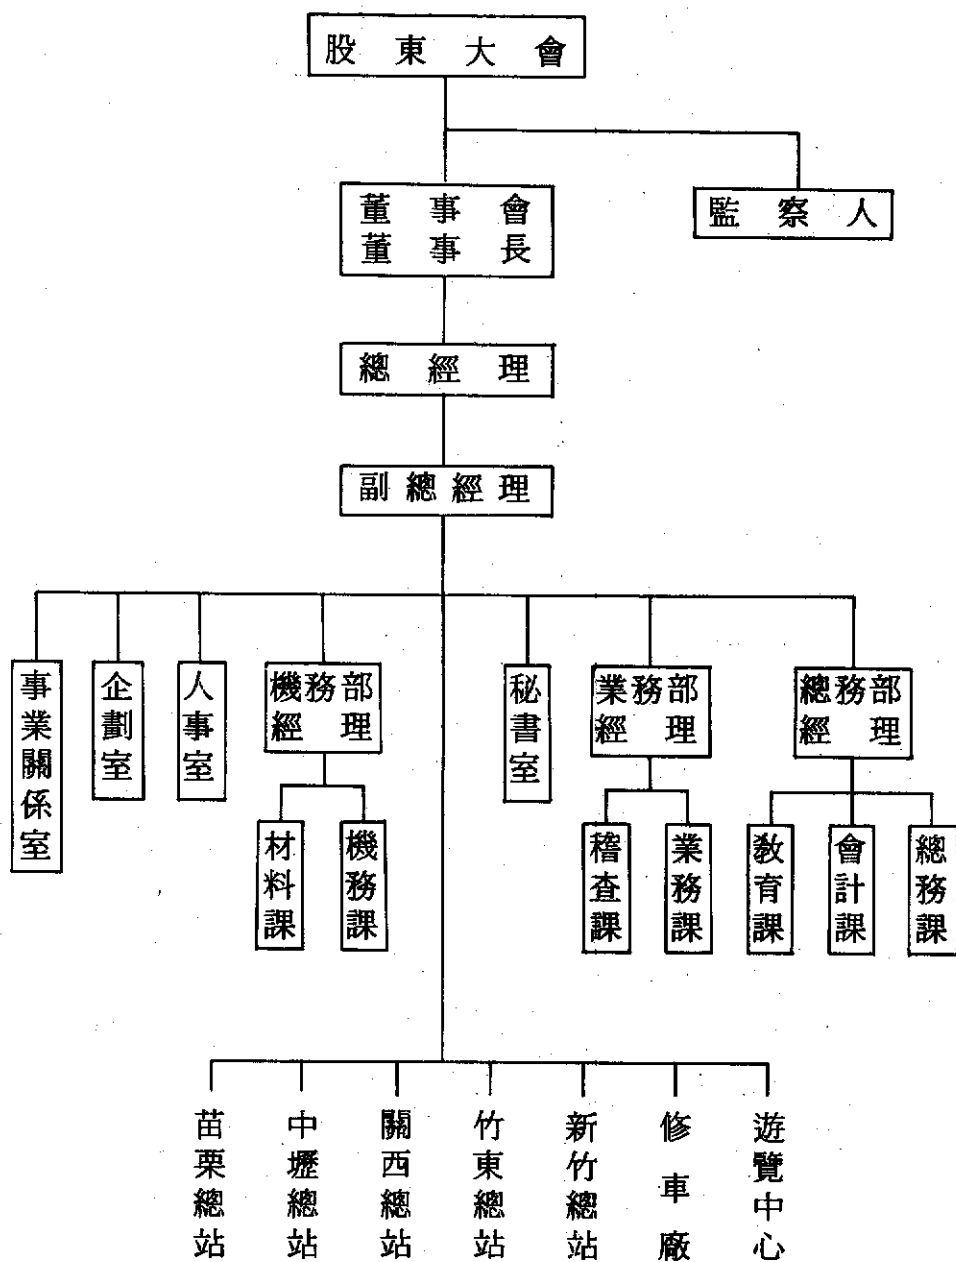 股東大會
董事會
董事長
監察人
總經理
副總經理
事業關係室
企劃室
人事室
機務部
經理
秘書室
業務部
經理
總務部
經理
材料課
機務課
稽查課
業務課
教育課
會計課
總務課
苗栗總站
中壢總站
關西總站
竹東總站
新竹總站
修車廠
遊覽中心